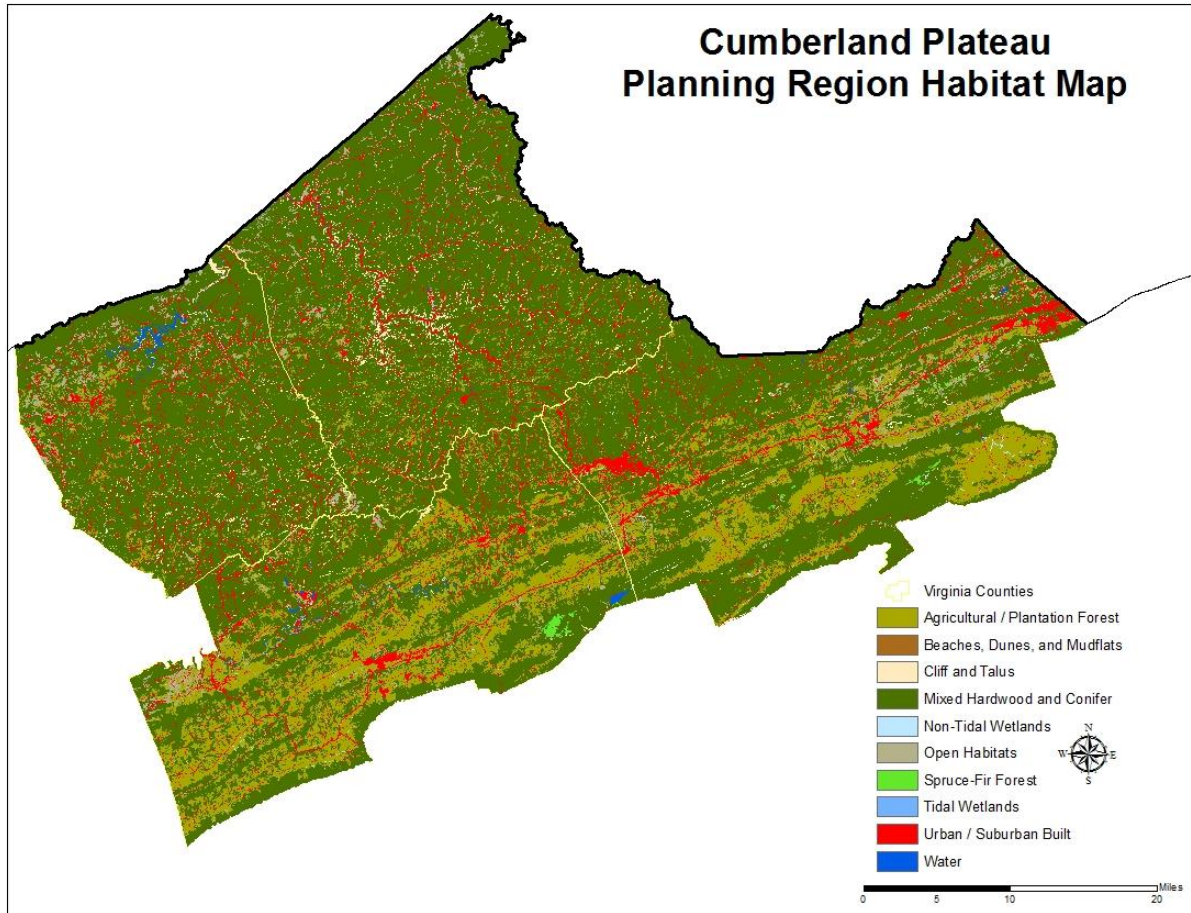 Cumberland Plateau
Planning Region Habitat Map
Virginia Counties
Agricultural / Plantation Forest
Beaches, Dunes, and Mudflats
Cliff and Talus
Mixed Hardwood and Conifer
Non-Tidal Wetlands
Open Habitats
Spruce-Fir Forest
Tidal Wetlands
Urban / Suburban Built
Water
N
W E
S
Miles
0 5 10 20